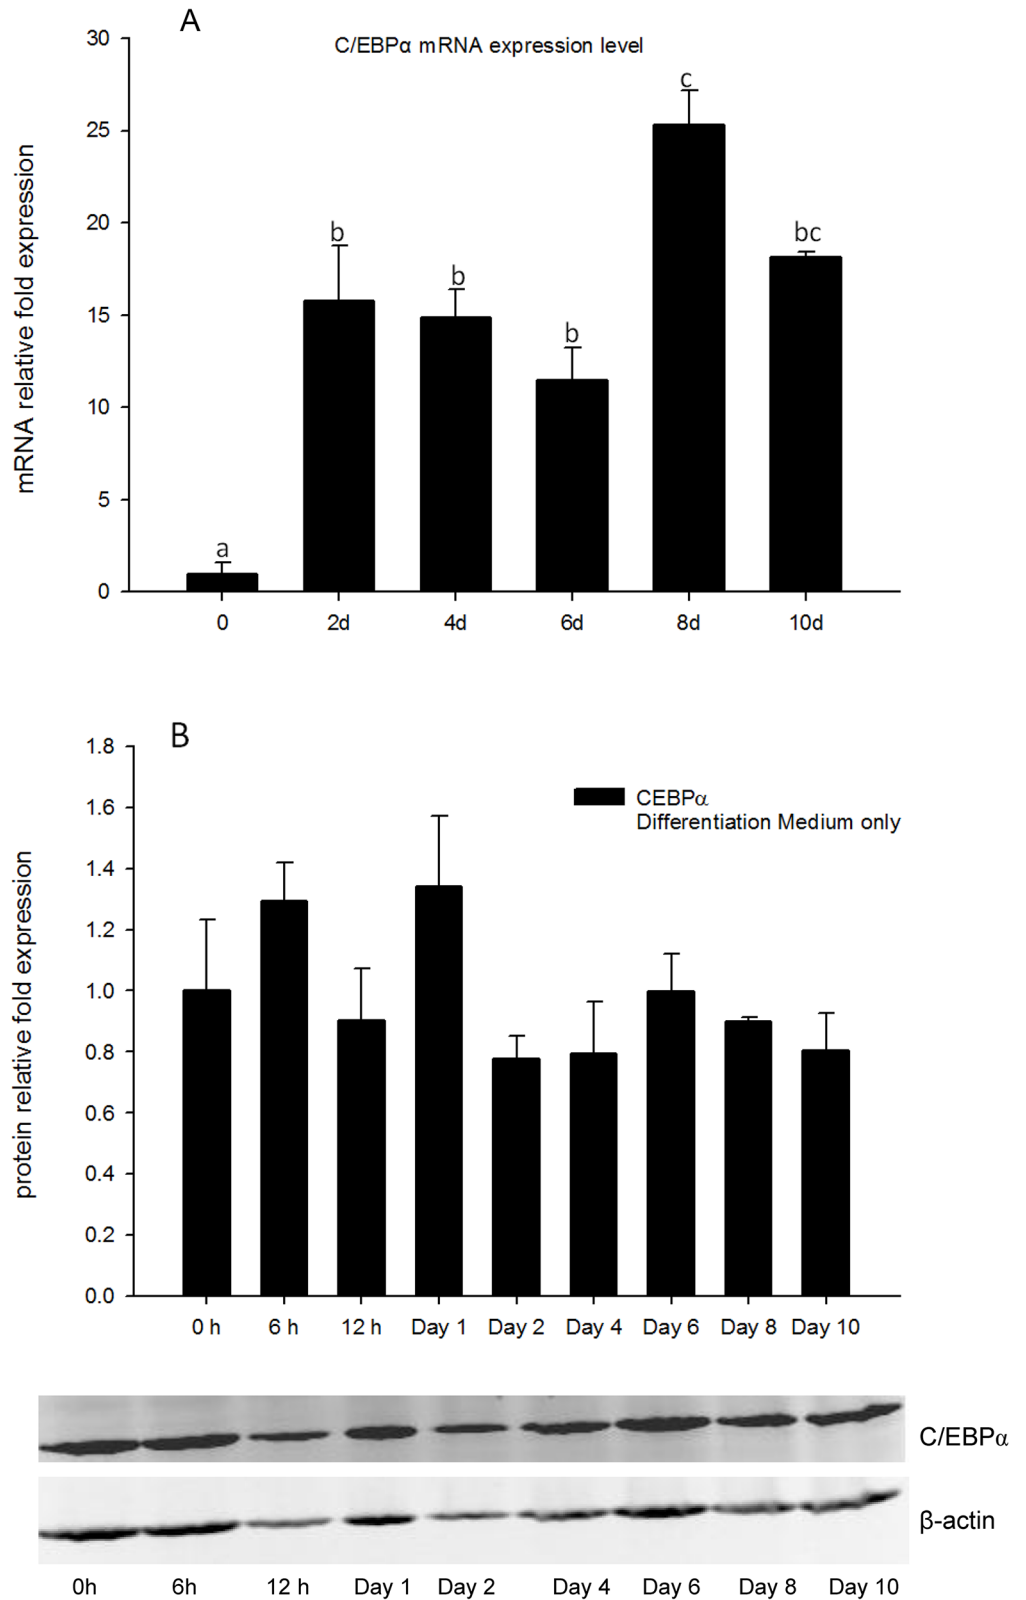 A
C/EBPα mRNA expression level
mRNA relative fold expression
30
25
20
15
10
5
0
a
b
b
b
c
bc
0 2d 4d 6d 8d 10d
B
CEBPα
Differentiation Medium only
protein relative fold expression
1.8
1.6
1.4
1.2
1.0
0.8
0.6
0.4
0.2
0.0
0 h 6 h 12 h Day 1 Day 2 Day 4 Day 6 Day 8 Day 10
C/EBPα
β-actin
0h 6h 12 h Day 1 Day 2 Day 4 Day 6 Day 8 Day 10